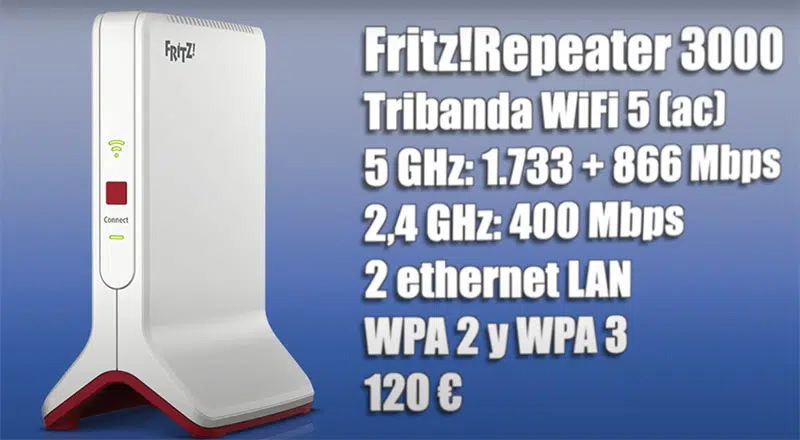 FRITZ!
Connect
Fritz!Repeater 3000
Tribanda WiFi 5 (ac)
5 GHz: 1.733 + 866 Mbps
2,4 GHz: 400 Mbps
2 ethernet LAN
WPA 2 y WPA 3
120 €